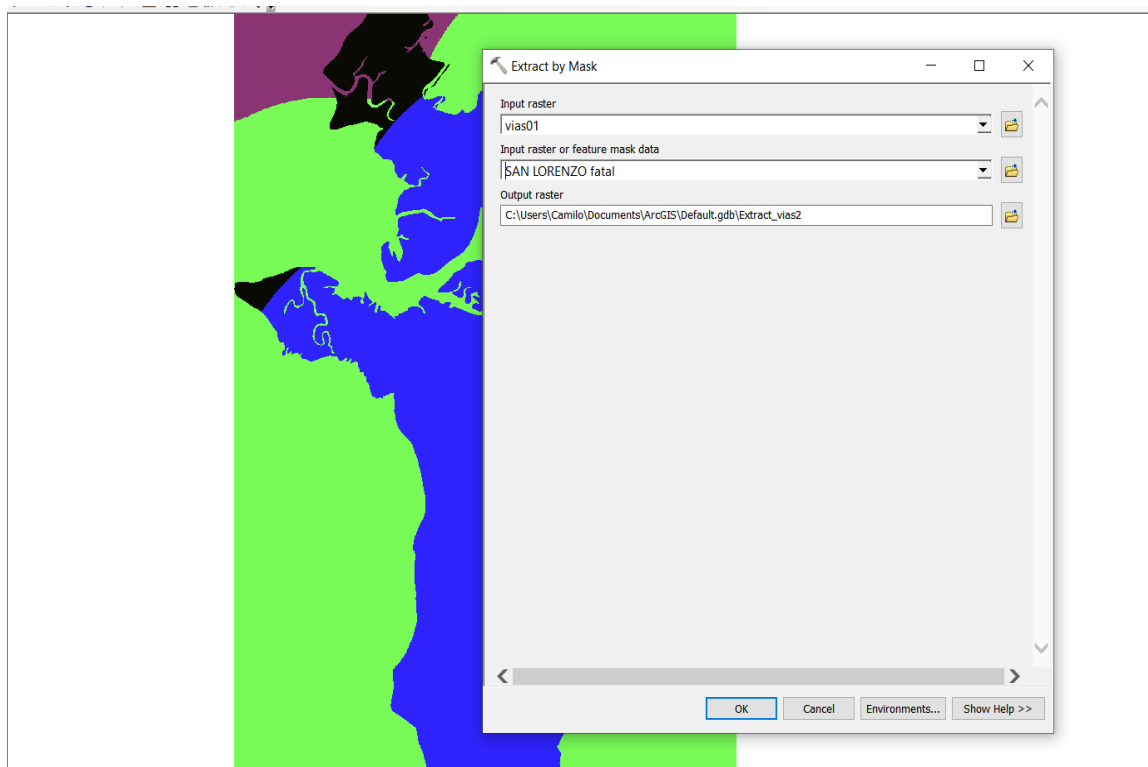 Extract by Mask
Input raster
vias01
Input raster or feature mask data
SAN LORENZO fatal
Output raster
C:\Users\Camilo\Documents\ArcGIS\Default.gdb\Extract_vias2
OK Cancel Environments... Show Help >>